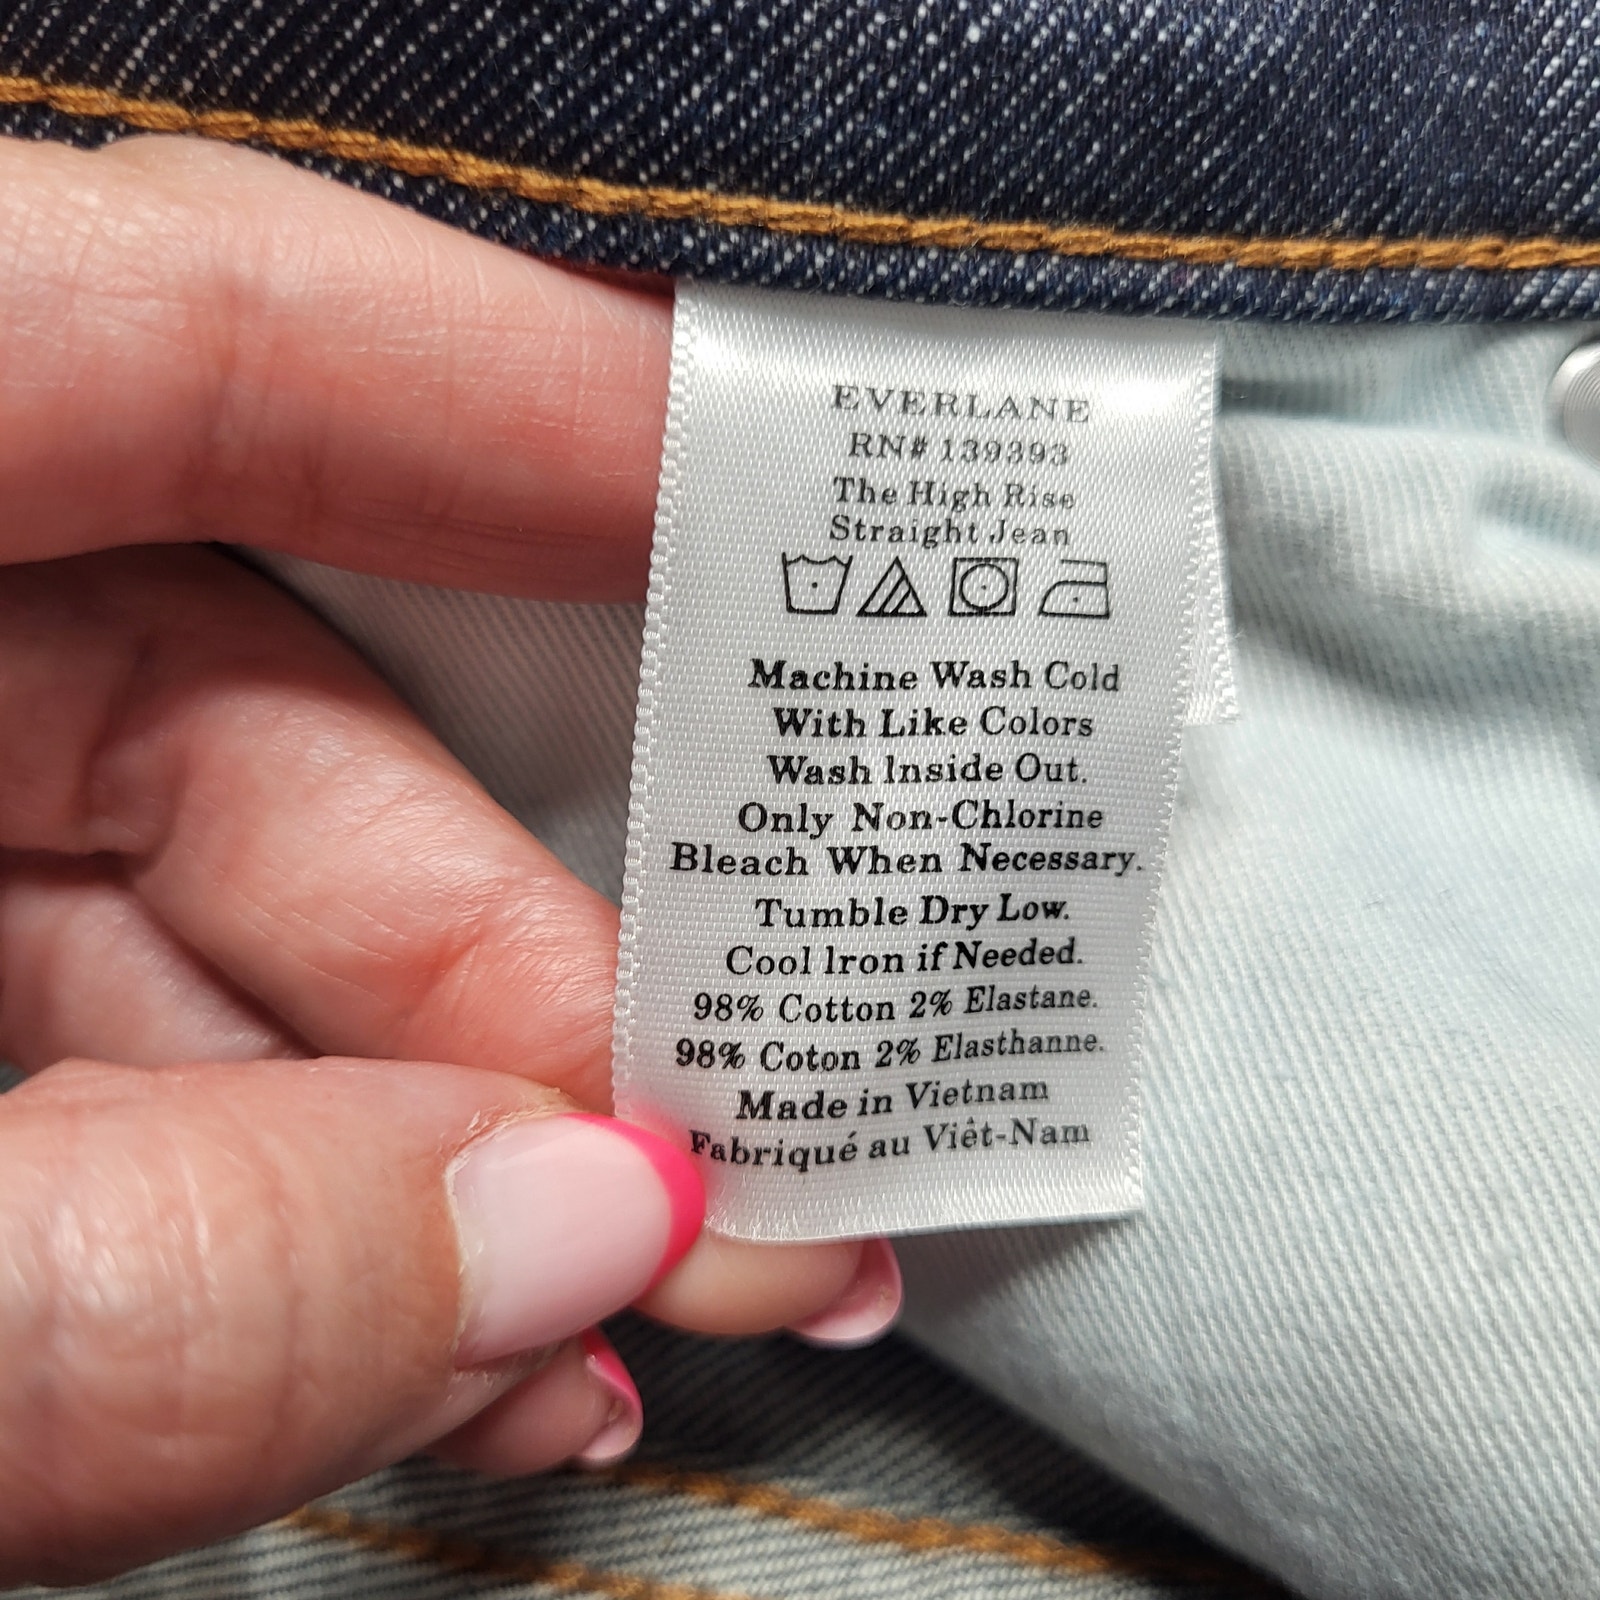 EVERLANE
RN# 139393
The High Rise
Straight Jean
Machine Wash Cold
With Like Colors
Wash Inside Out.
Only Non-Chlorine
Bleach When Necessary.
Tumble Dry Low.
Cool Iron if Needed.
98% Cotton 2% Elastane.
98% Coton 2% Elasthanne.
Made in Vietnam
Fabriqué au Viêt-Nam